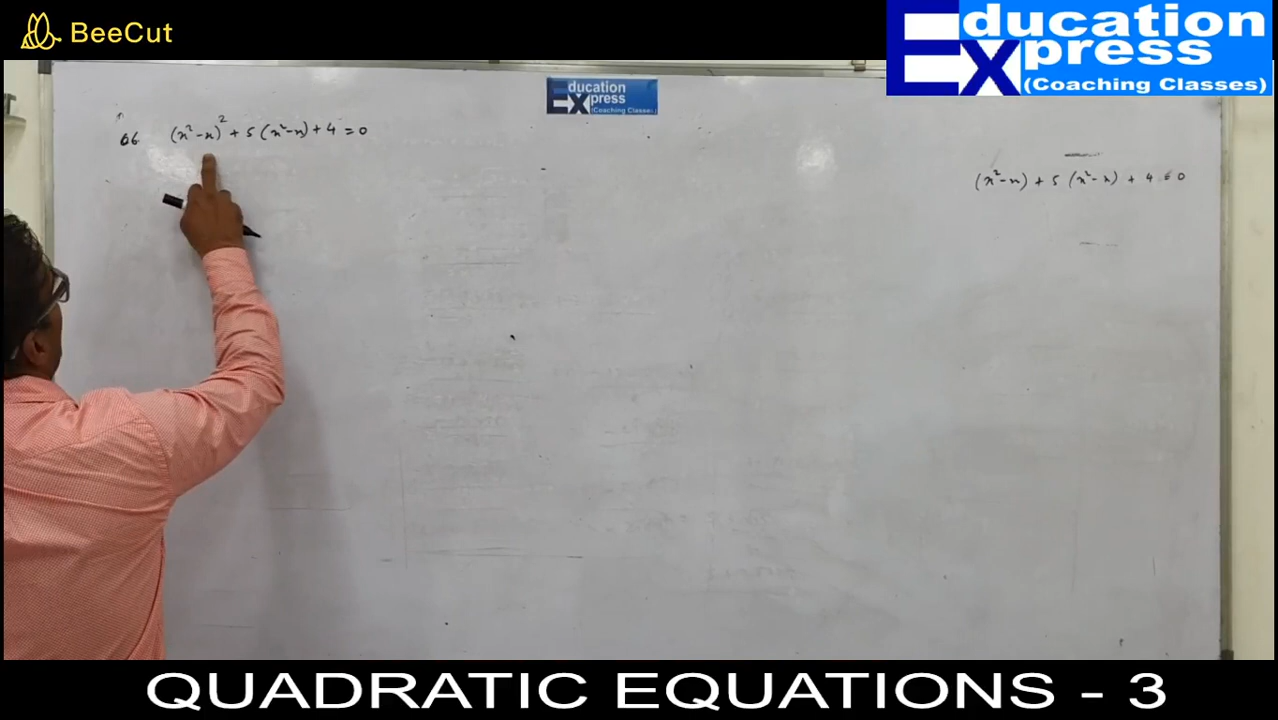 BeeCut
Education
Express
(Coaching Classes)
Education
Express
(Coaching Classes)
Q6. (x²-x)² + 5(x²-x) + 4 = 0
(x²-x) + 5 (x²-x) + 4 = 0
QUADRATIC EQUATIONS - 3